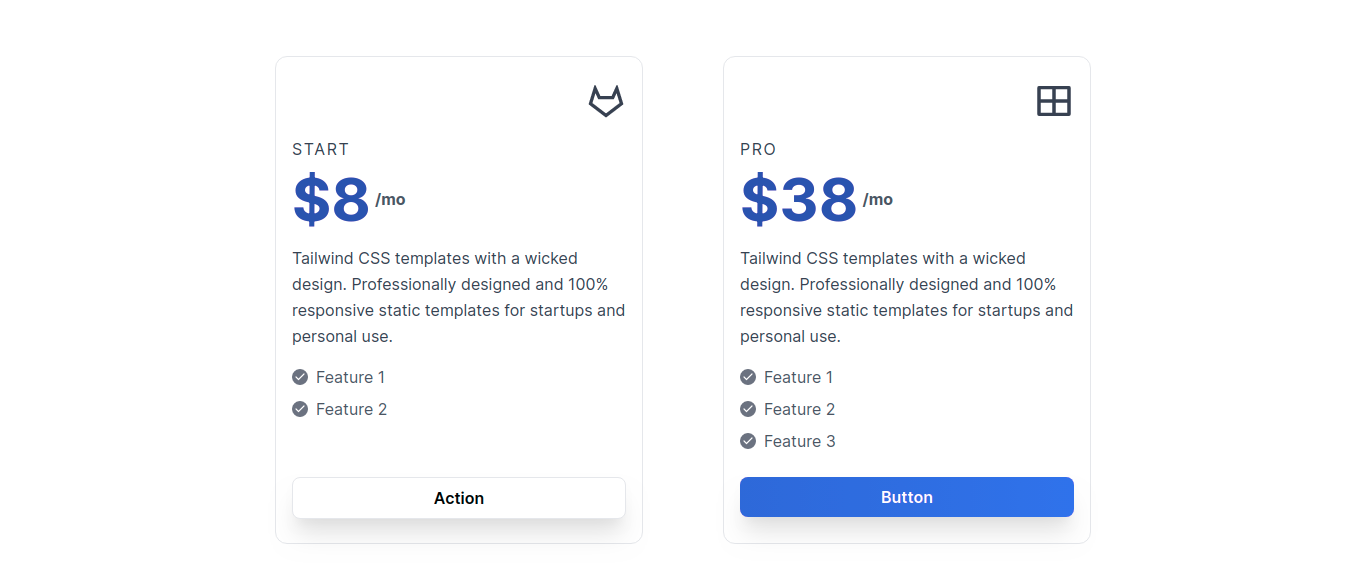 START
$8 /mo
Tailwind CSS templates with a wicked
design. Professionally designed and 100%
responsive static templates for startups and
personal use.
Feature 1
Feature 2
Action
PRO
$38 /mo
Tailwind CSS templates with a wicked
design. Professionally designed and 100%
responsive static templates for startups and
personal use.
Feature 1
Feature 2
Feature 3
Button